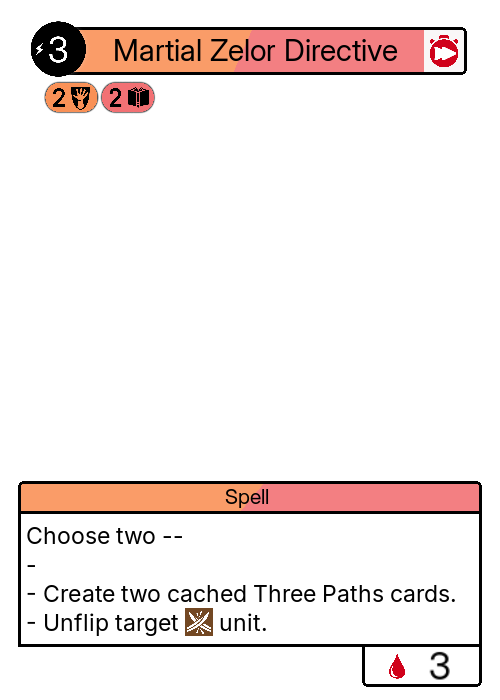 3 Martial Zelor Directive
2 2
Spell
Choose two --
-
- Create two cached Three Paths cards.
- Unflip target unit.
3